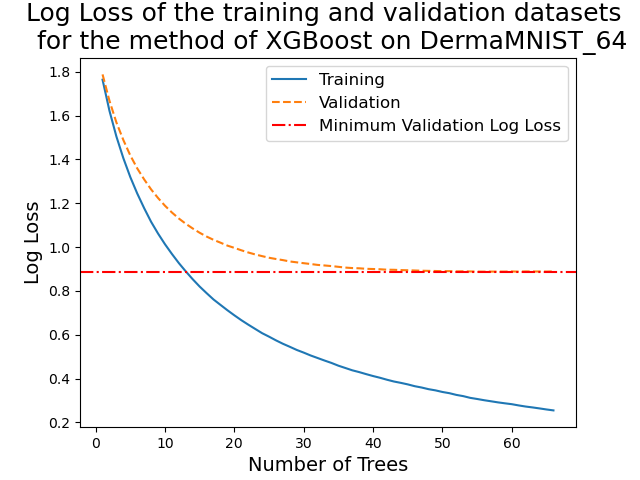 Log Loss of the training and validation datasets
for the method of XGBoost on DermaMNIST_64
Training
Validation
Minimum Validation Log Loss
Log Loss
1.8
1.6
1.4
1.2
1.0
0.8
0.6
0.4
0.2
0 10 20 30 40 50 60
Number of Trees